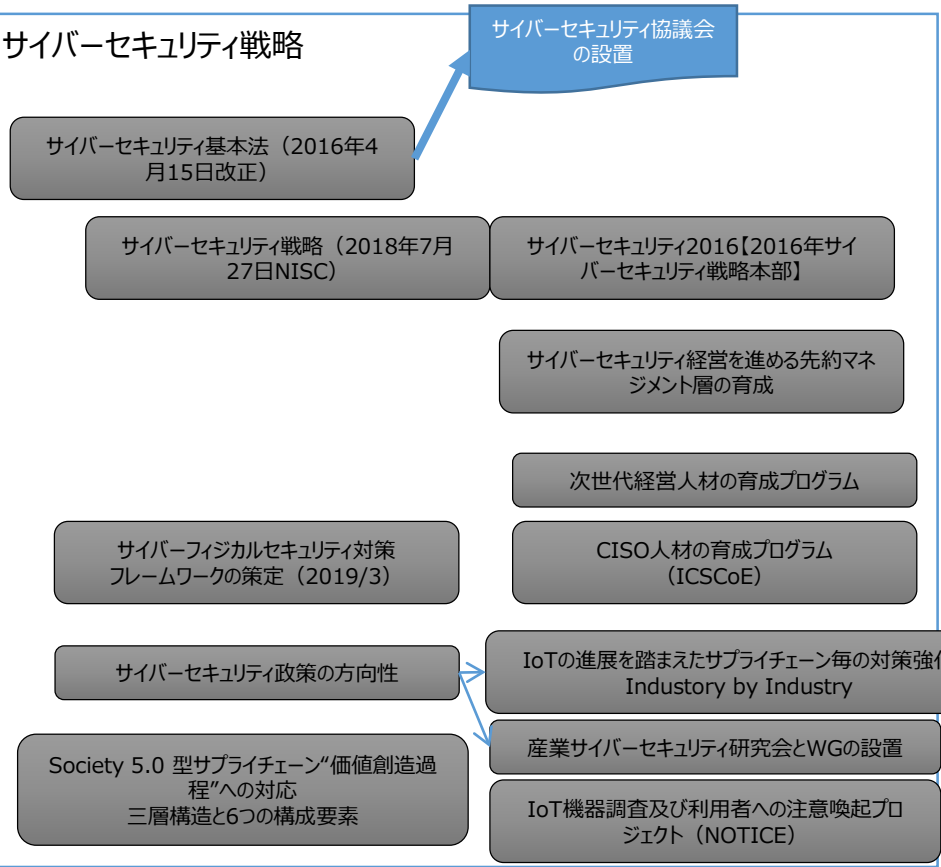 サイバーセキュリティ戦略
サイバーセキュリティ協議会
の設置
サイバーセキュリティ基本法（2016年4
月15日改正）
サイバーセキュリティ戦略（2018年7月
27日NISC）
サイバーセキュリティ2016【2016年サイ
バーセキュリティ戦略本部】
サイバーセキュリティ経営を進める先約マネ
ジメント層の育成
次世代経営人材の育成プログラム
サイバーフィジカルセキュリティ対策
フレームワークの策定（2019/3）
CISO人材の育成プログラム
（ICSCoE）
サイバーセキュリティ政策の方向性
IoTの進展を踏まえたサプライチェーン毎の対策強化
Industory by Industry
産業サイバーセキュリティ研究会とWGの設置
Society 5.0 型サプライチェーン“価値創造過
程”への対応
三層構造と6つの構成要素
IoT機器調査及び利用者への注意喚起プロ
ジェクト（NOTICE）